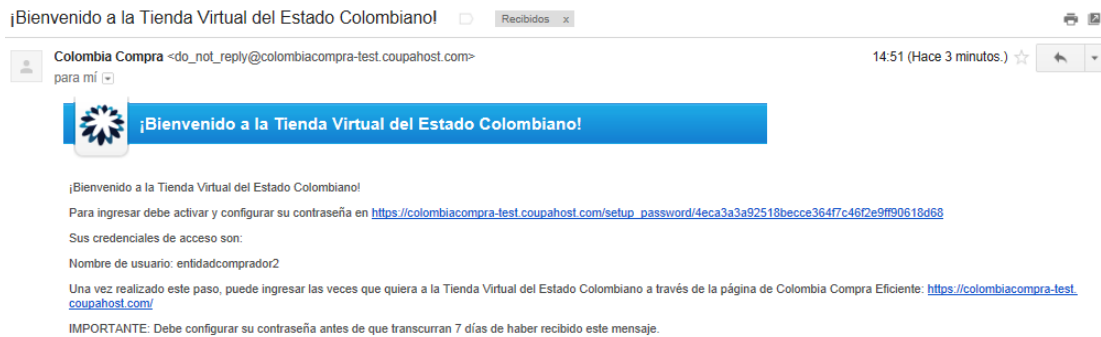 ¡Bienvenido a la Tienda Virtual del Estado Colombiano!
Recibidos x
Colombia Compra <do_not_reply@colombiacompra-test.coupahost.com>
14:51 (Hace 3 minutos.)
para mí
¡Bienvenido a la Tienda Virtual del Estado Colombiano!
¡Bienvenido a la Tienda Virtual del Estado Colombiano!
Para ingresar debe activar y configurar su contraseña en https://colombiacompra-test.coupahost.com/setup_password/4eca3a3a92518becce364f7c46f2e9ff90618d68
Sus credenciales de acceso son:
Nombre de usuario: entidadcomprador2
Una vez realizado este paso, puede ingresar las veces que quiera a la Tienda Virtual del Estado Colombiano a través de la página de Colombia Compra Eficiente: https://colombiacompra-test.
coupahost.com/
IMPORTANTE: Debe configurar su contraseña antes de que transcurran 7 días de haber recibido este mensaje.